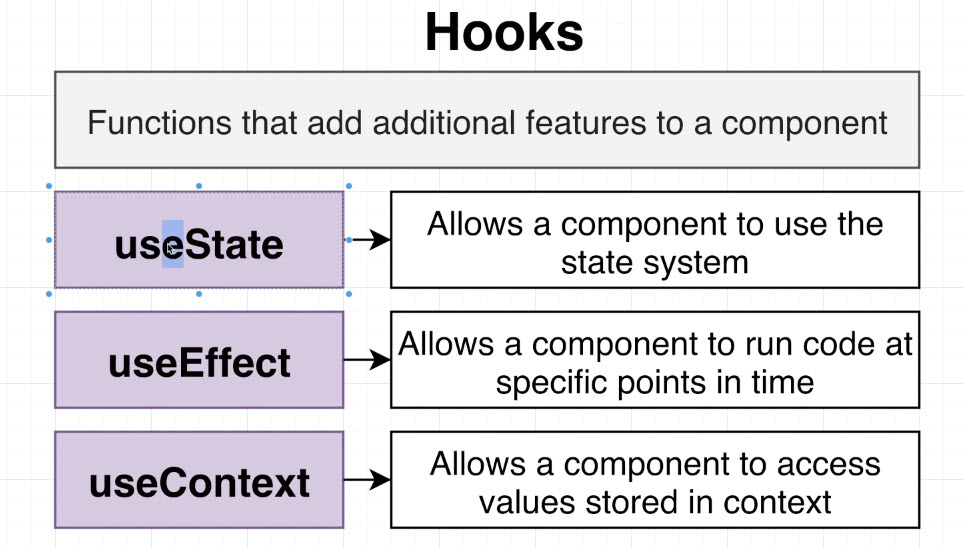 Hooks
Functions that add additional features to a component
useState
Allows a component to use the
state system
useEffect
Allows a component to run code at
specific points in time
useContext
Allows a component to access
values stored in context